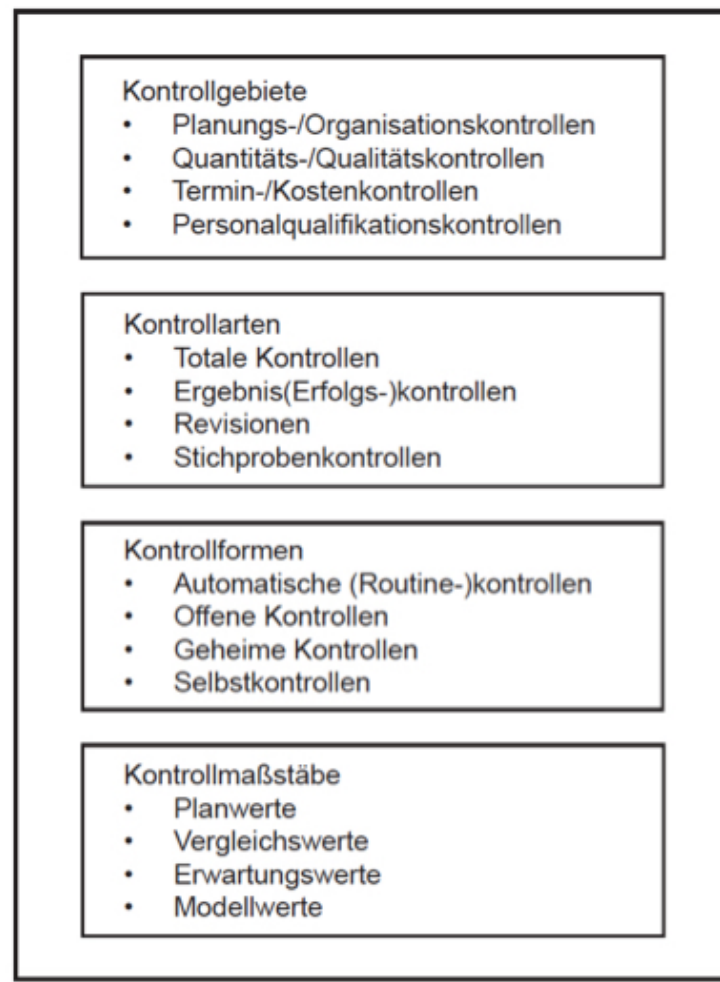 Kontrollgebiete
• Planungs-/Organisationskontrollen
• Quantitäts-/Qualitätskontrollen
• Termin-/Kostenkontrollen
• Personalqualifikationskontrollen
Kontrollarten
• Totale Kontrollen
• Ergebnis(Erfolgs-)kontrollen
• Revisionen
• Stichprobenkontrollen
Kontrollformen
• Automatische (Routine-)kontrollen
• Offene Kontrollen
• Geheime Kontrollen
• Selbstkontrollen
Kontrollmaßstäbe
• Planwerte
• Vergleichswerte
• Erwartungswerte
• Modellwerte